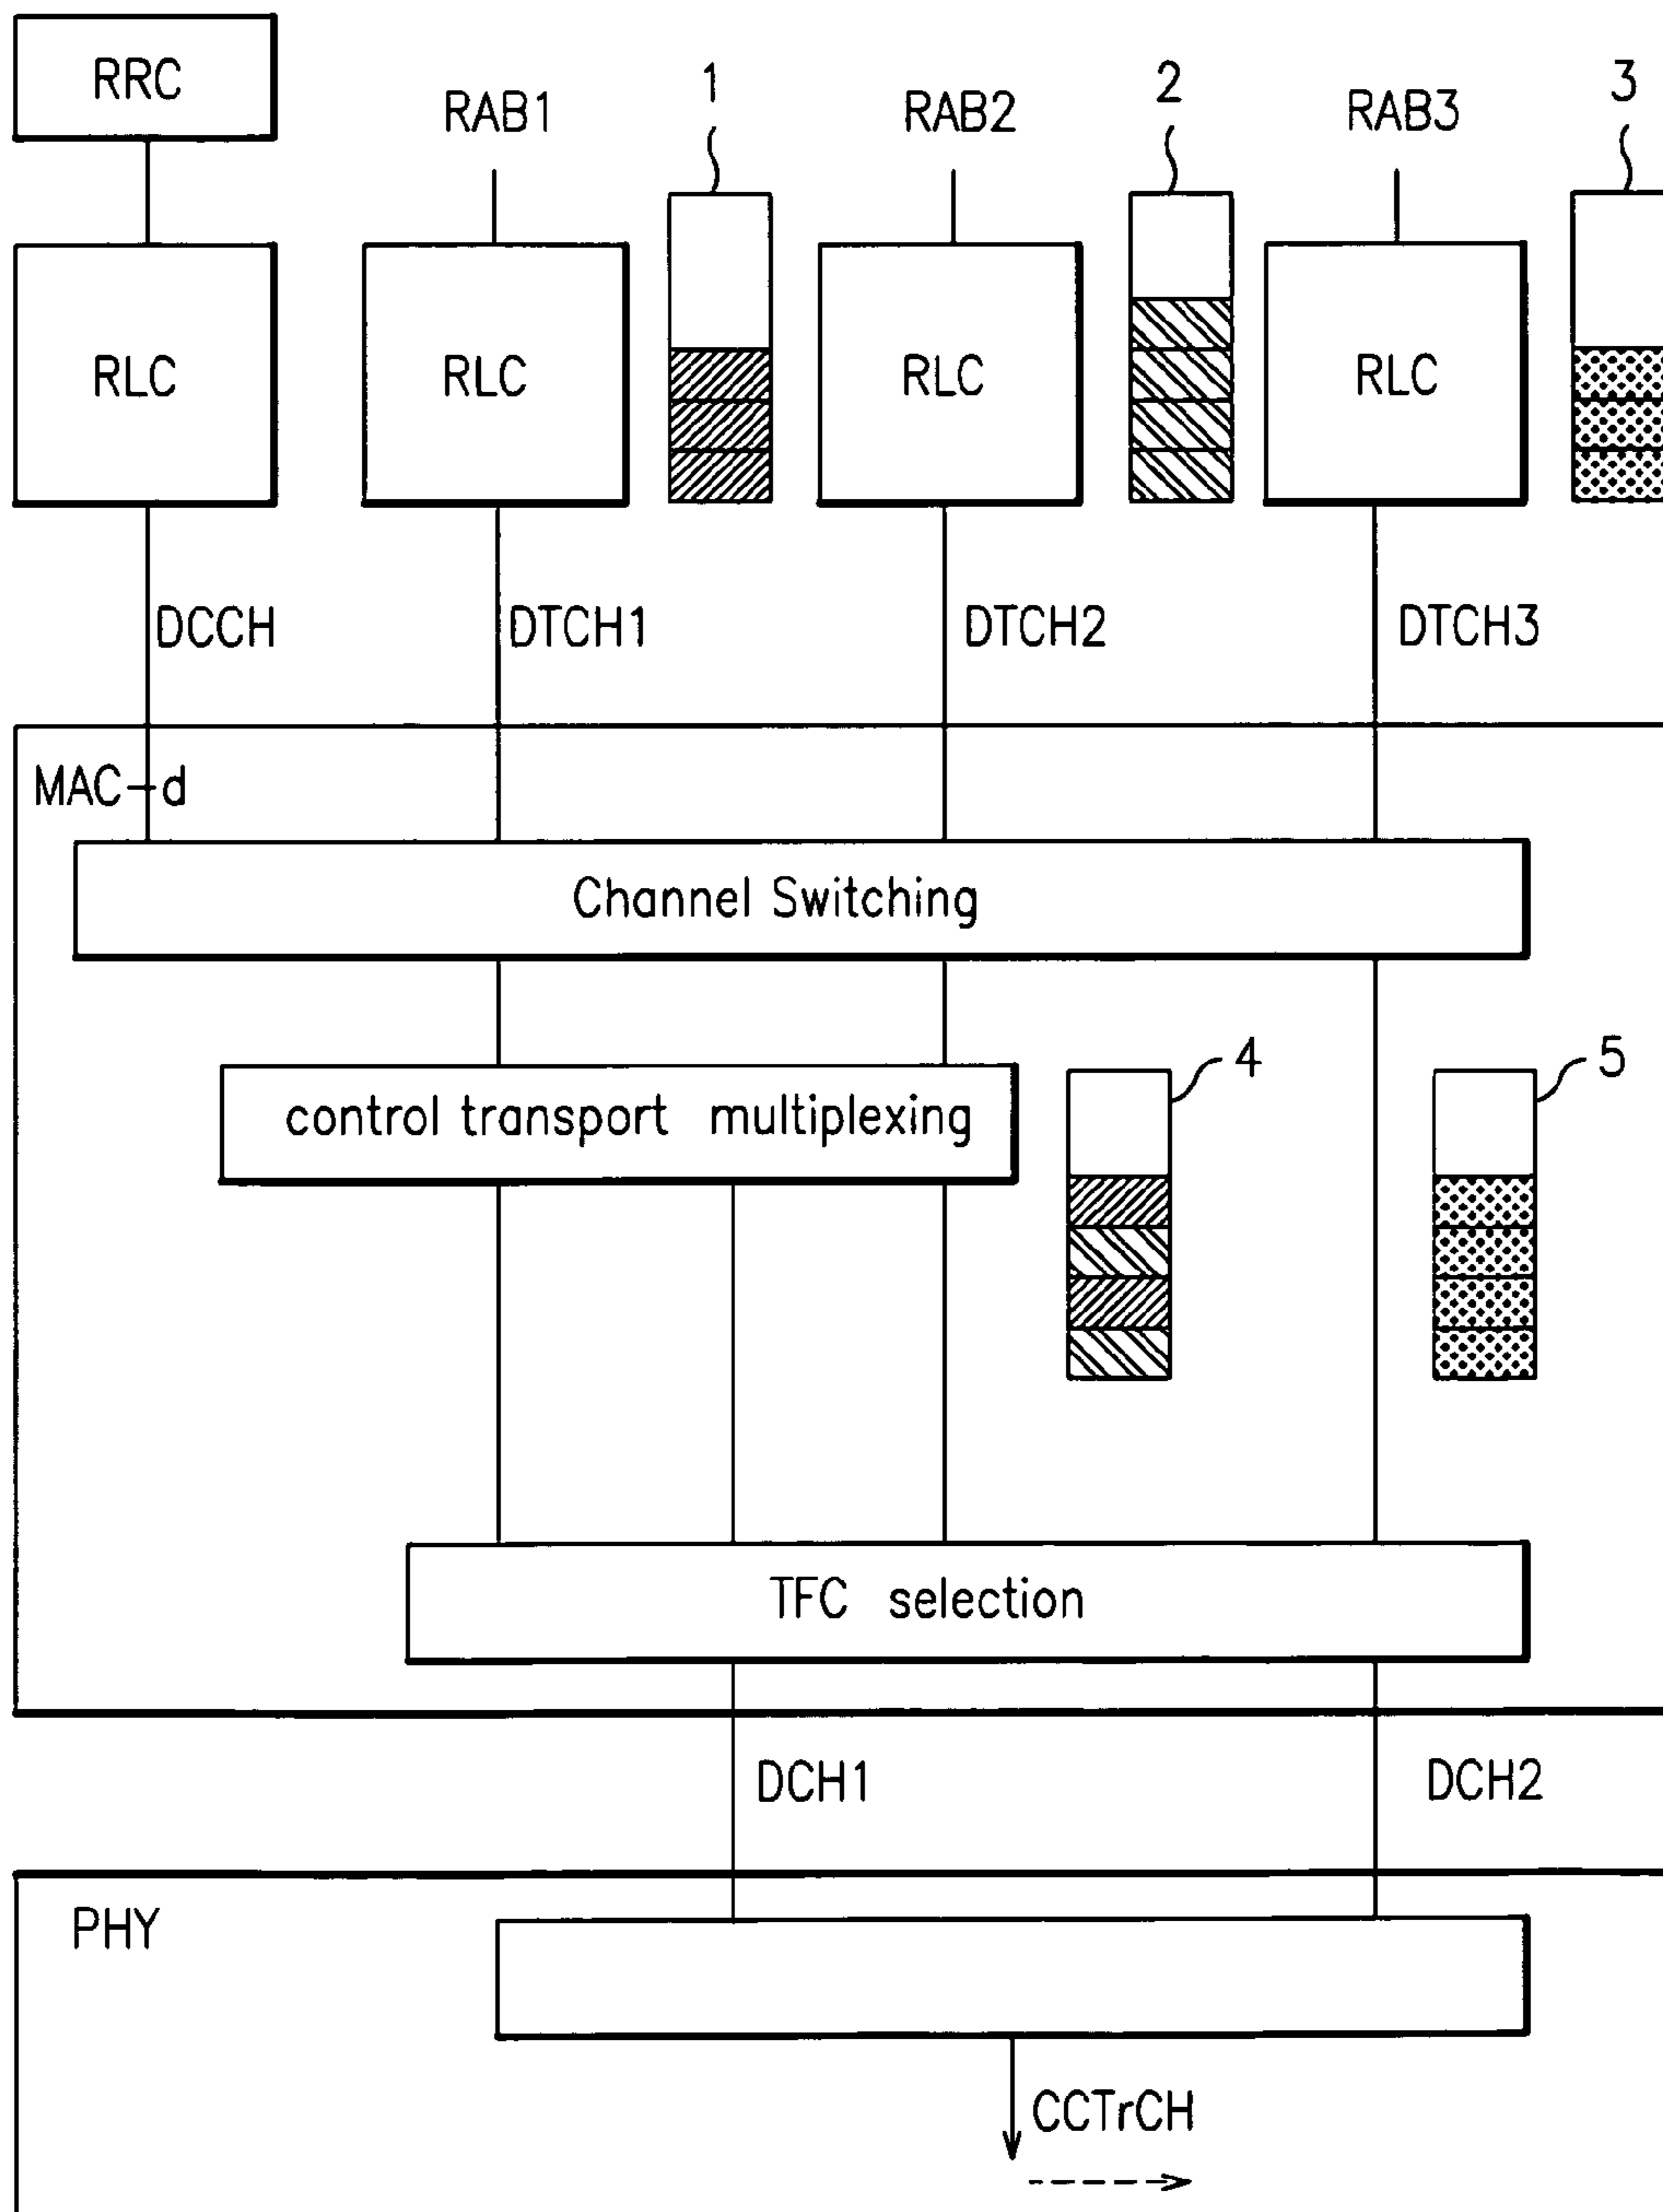 RRC
RAB1
1
RAB2
2
RAB3
3
RLC
RLC
RLC
RLC
DCCH
DTCH1
DTCH2
DTCH3
MAC-d
Channel Switching
control transport multiplexing
4
5
TFC selection
DCH1
DCH2
PHY
CCTrCH